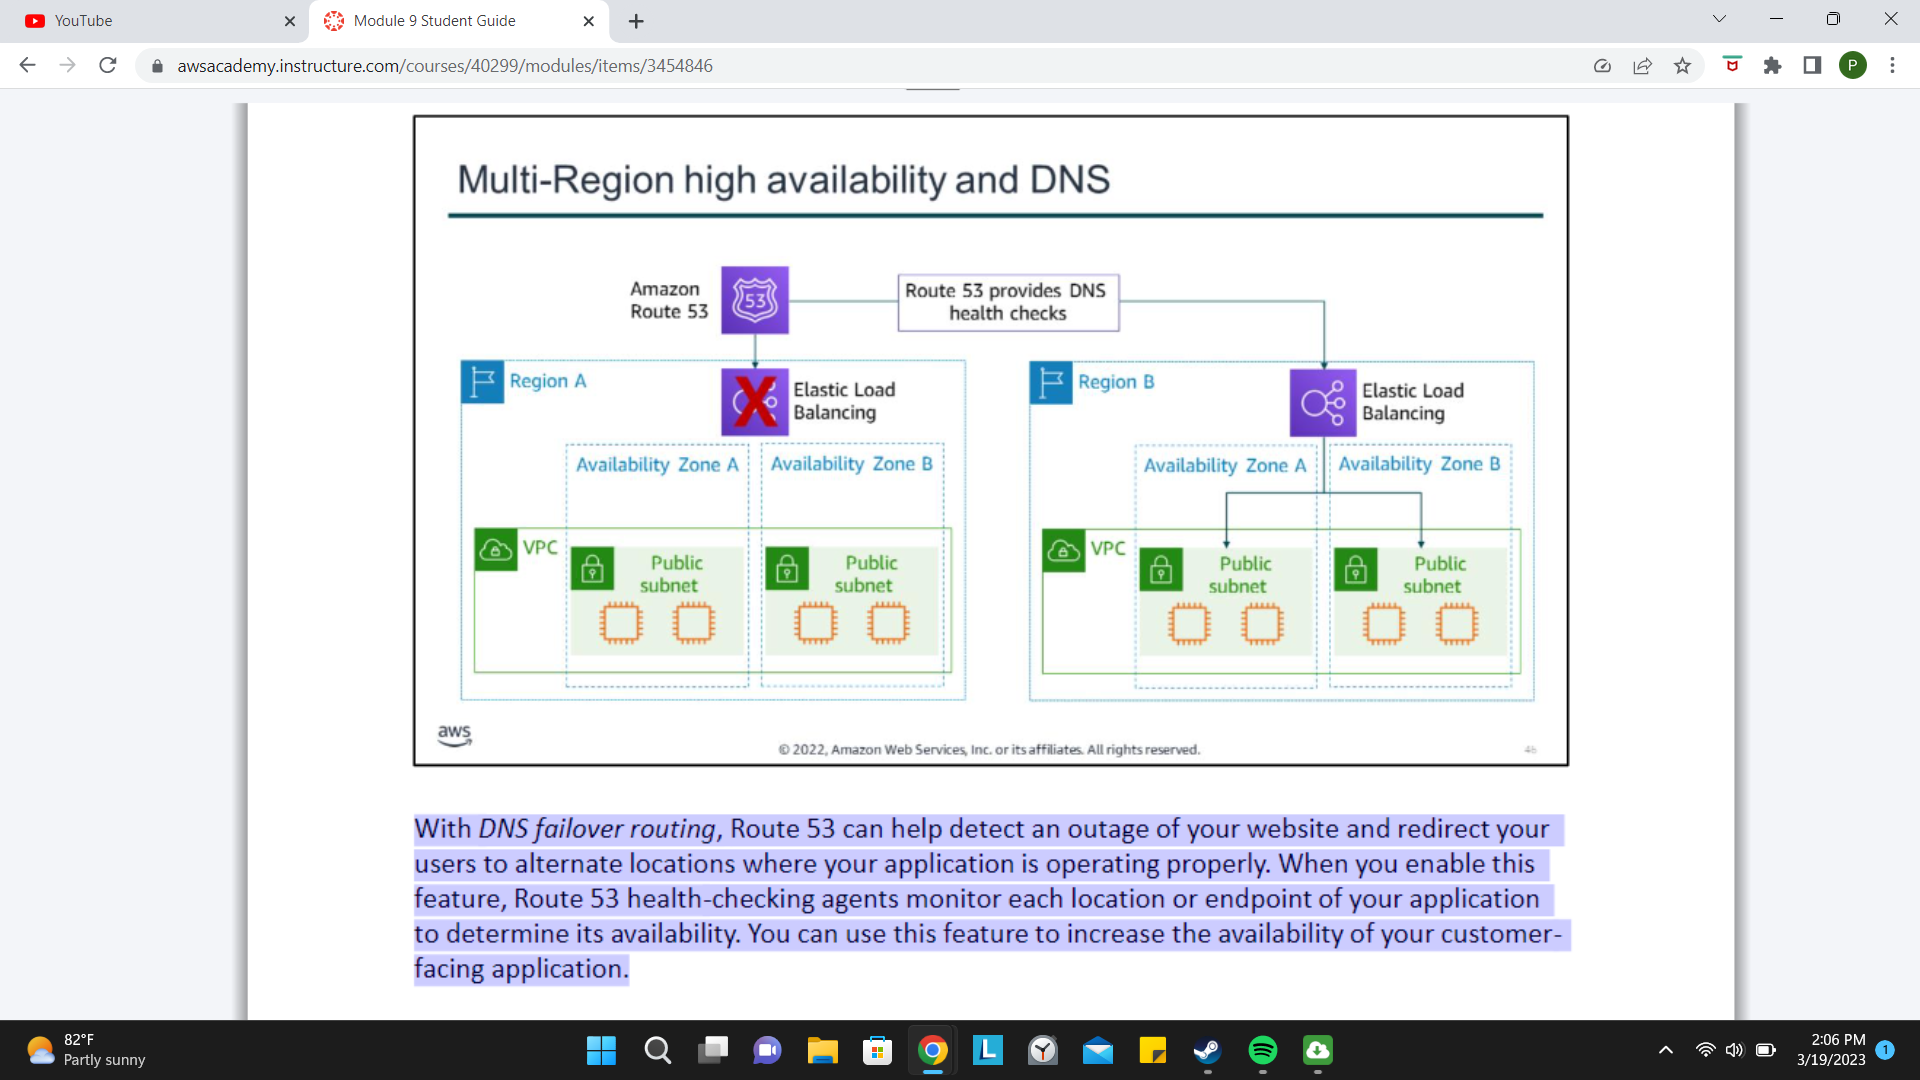 YouTube
Module 9 Student Guide
awsacademy.instructure.com/courses/40299/modules/items/3454846
P
Multi-Region high availability and DNS
Amazon
Route 53
53
Route 53 provides DNS
health checks
Region A
X
Elastic Load
Balancing
Availability Zone A
Availability Zone B
VPC
Public
subnet
Public
subnet
Region B
Elastic Load
Balancing
Availability Zone A
Availability Zone B
VPC
Public
subnet
Public
subnet
aws
© 2022, Amazon Web Services, Inc. or its affiliates. All rights reserved.
With DNS failover routing, Route 53 can help detect an outage of your website and redirect your
users to alternate locations where your application is operating properly. When you enable this
feature, Route 53 health-checking agents monitor each location or endpoint of your application
to determine its availability. You can use this feature to increase the availability of your customer-
facing application.
82°F
Partly sunny
L
2:06 PM
3/19/2023
1